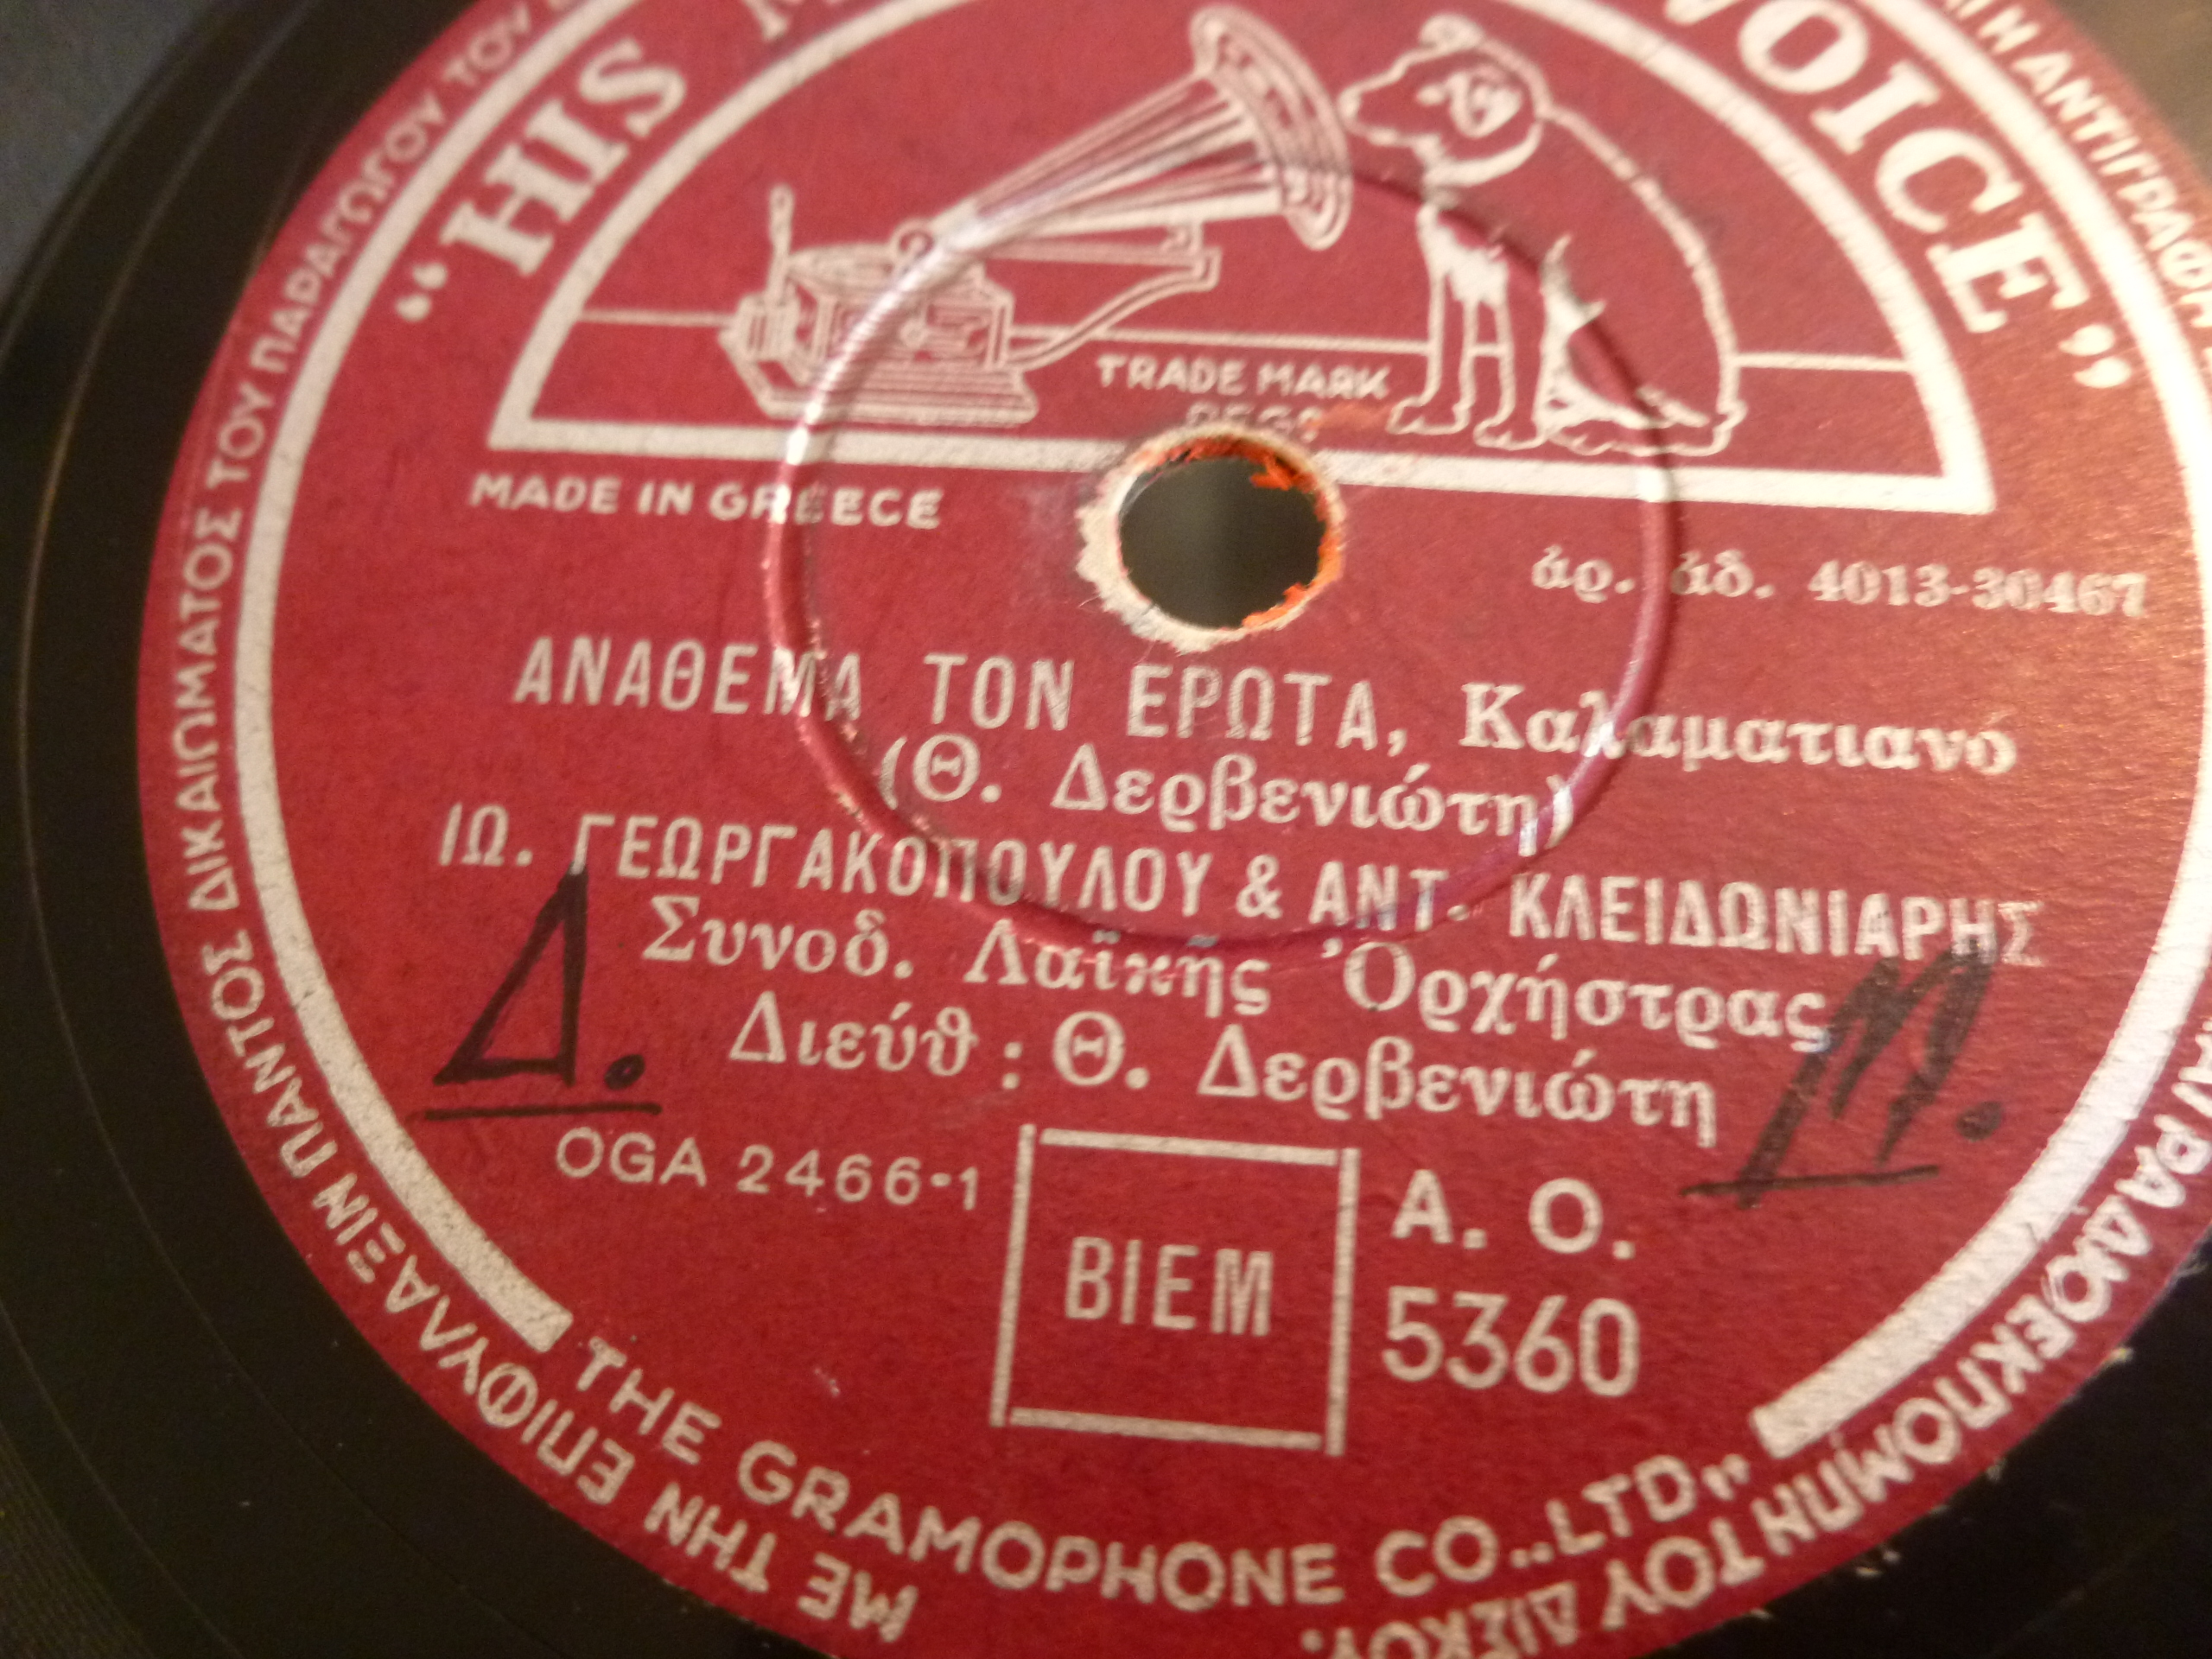 "HIS VOICE"
TRADE MARK
MADE IN GREECE
ἀρ. ἀδ. 4013-30467
ΑΝΑΘΕΜΑ ΤΟΝ ΕΡΩΤΑ, Καλαματιανό
(Θ. Δερβενιώτη)
ΙΩ. ΓΕΩΡΓΑΚΟΠΟΥΛΟΥ & ΑΝΤ. ΚΛΕΙΔΩΝΙΑΡΗΣ
Συνοδ. Λαϊκῆς Ὀρχήστρας
Διεύθ : Θ. Δερβενιώτη
Δ.
OGA 2466-1
BIEM
A. O.
5360
THE GRAMOPHONE CO..LTD,,
ΜΕ ΤΗΝ ΕΠΙΦΥΛΑΞΙΝ ΠΑΝΤΟΣ ΔΙΚΑΙΩΜΑΤΟΣ ΤΟΥ ΠΑΡΑΓΩΓΟΥ ΤΟΥ
Η ΑΝΤΙΓΡΑΦΗ
ΡΑΔΙΟΕΚΠΟΜΠΗ ΤΟΥ ΔΙΣΚΟΥ.